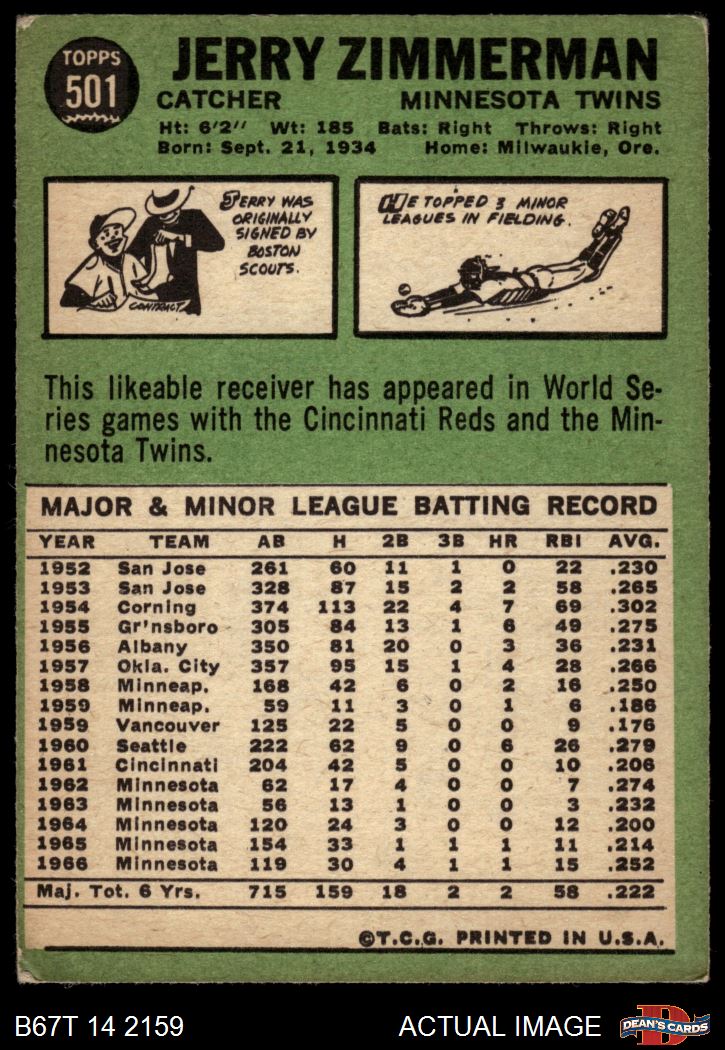 TOPPS
501
JERRY ZIMMERMAN
CATCHER MINNESOTA TWINS
Ht: 6'2" Wt: 185 Bats: Right Throws: Right
Born: Sept. 21, 1934 Home: Milwaukie, Ore.
JERRY WAS
ORIGINALLY
SIGNED BY
BOSTON
SCOUTS.
CONTRACT
HE TOPPED 3 MINOR
LEAGUES IN FIELDING.
This likeable receiver has appeared in World Se-
ries games with the Cincinnati Reds and the Min-
nesota Twins.
MAJOR & MINOR LEAGUE BATTING RECORD
YEAR TEAM AB H 2B 3B HR RBI AVG.
1952 San Jose 261 60 11 1 0 22 .230
1953 San Jose 328 87 15 2 2 58 .265
1954 Corning 374 113 22 4 7 69 .302
1955 Gr'nsboro 305 84 13 1 6 49 .275
1956 Albany 350 81 20 0 3 36 .231
1957 Okla. City 357 95 15 1 4 28 .266
1958 Minneap. 168 42 6 0 2 16 .250
1959 Minneap. 59 11 3 0 1 6 .186
1959 Vancouver 125 22 5 0 0 9 .176
1960 Seattle 222 62 9 0 6 26 .279
1961 Cincinnati 204 42 5 0 0 10 .206
1962 Minnesota 62 17 4 0 0 7 .274
1963 Minnesota 56 13 1 0 0 3 .232
1964 Minnesota 120 24 3 0 0 12 .200
1965 Minnesota 154 33 1 1 1 11 .214
1966 Minnesota 119 30 4 1 1 15 .252
Maj. Tot. 6 Yrs. 715 159 18 2 2 58 .222
©T.C.G. PRINTED IN U.S.A.
B67T 14 2159 ACTUAL IMAGE DEAN'S CARDS